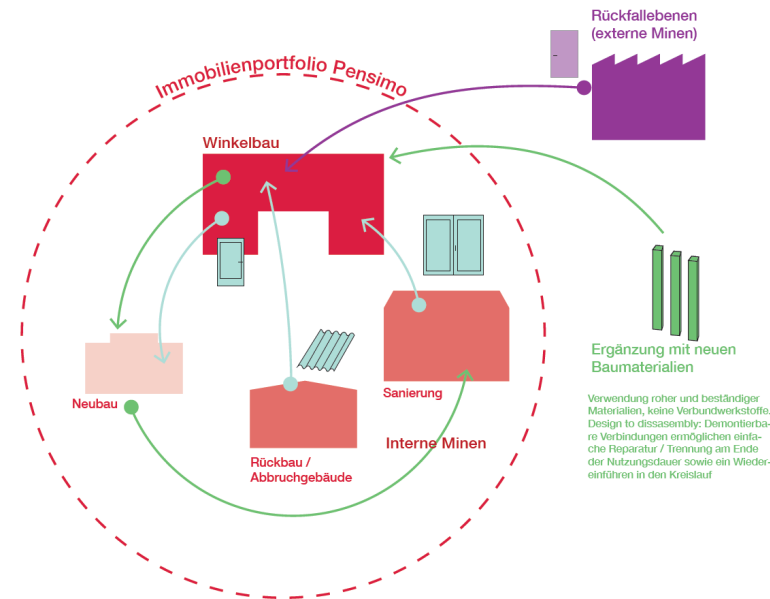 Rückfallebenen
(externe Minen)
Immobilienportfolio Pensimo
Winkelbau
Ergänzung mit neuen
Baumaterialien
Verwendung roher und beständiger
Materialien, keine Verbundwerkstoffe.
Design to dissasembly: Demontierba-
re Verbindungen ermöglichen einfa-
che Reparatur / Trennung am Ende
der Nutzungsdauer sowie ein Wieder-
einführen in den Kreislauf
Neubau
Sanierung
Interne Minen
Rückbau /
Abbruchgebäude